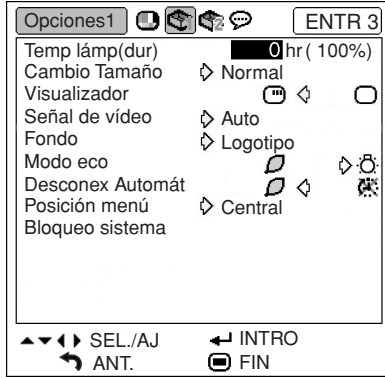 Opciones1 ENTR 3
Temp lámp(dur) 0 hr ( 100%)
Cambio Tamaño Normal
Visualizador
Señal de vídeo Auto
Fondo Logotipo
Modo eco
Desconex Automát
Posición menú Central
Bloqueo sistema
SEL./AJ INTRO
ANT. FIN